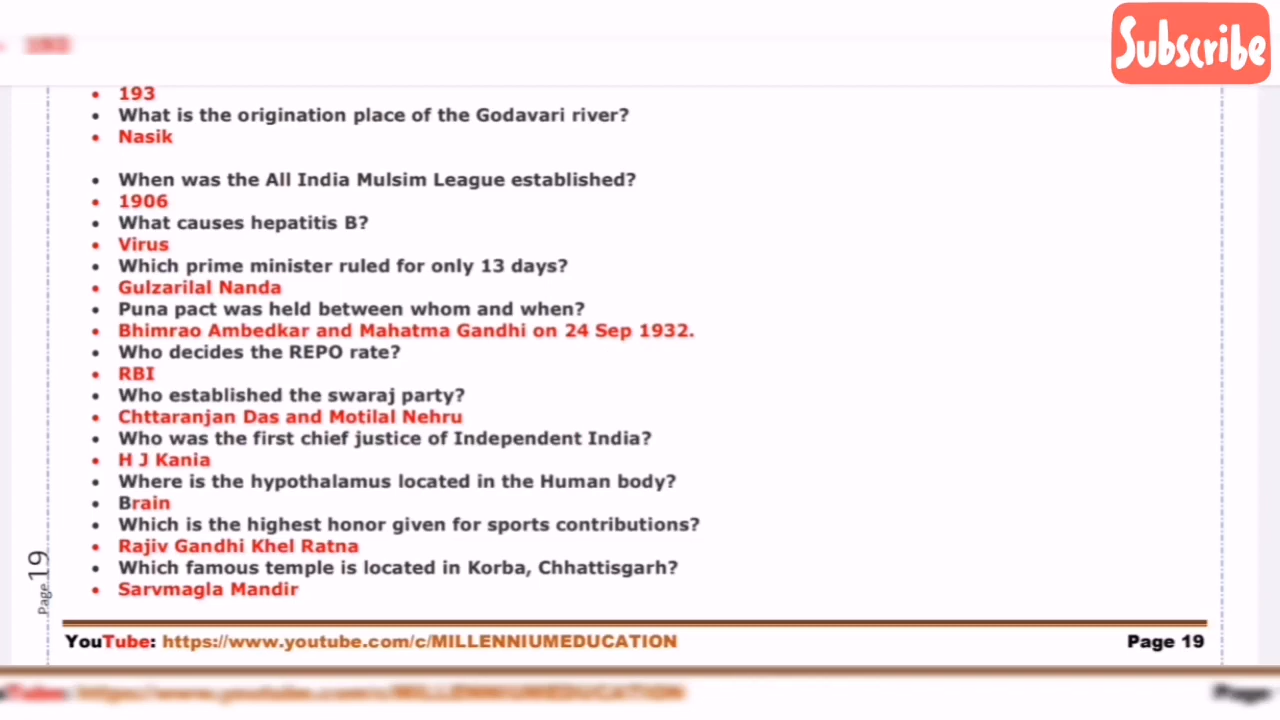 Subscribe
193
193
What is the origination place of the Godavari river?
Nasik
When was the All India Mulsim League established?
1906
What causes hepatitis B?
Virus
Which prime minister ruled for only 13 days?
Gulzarilal Nanda
Puna pact was held between whom and when?
Bhimrao Ambedkar and Mahatma Gandhi on 24 Sep 1932.
Who decides the REPO rate?
RBI
Who established the swaraj party?
Chttaranjan Das and Motilal Nehru
Who was the first chief justice of Independent India?
H J Kania
Where is the hypothalamus located in the Human body?
Brain
Which is the highest honor given for sports contributions?
Rajiv Gandhi Khel Ratna
Which famous temple is located in Korba, Chhattisgarh?
Sarvmagla Mandir
Page 19
YouTube: https://www.youtube.com/c/MILLENNIUMEDUCATION Page 19